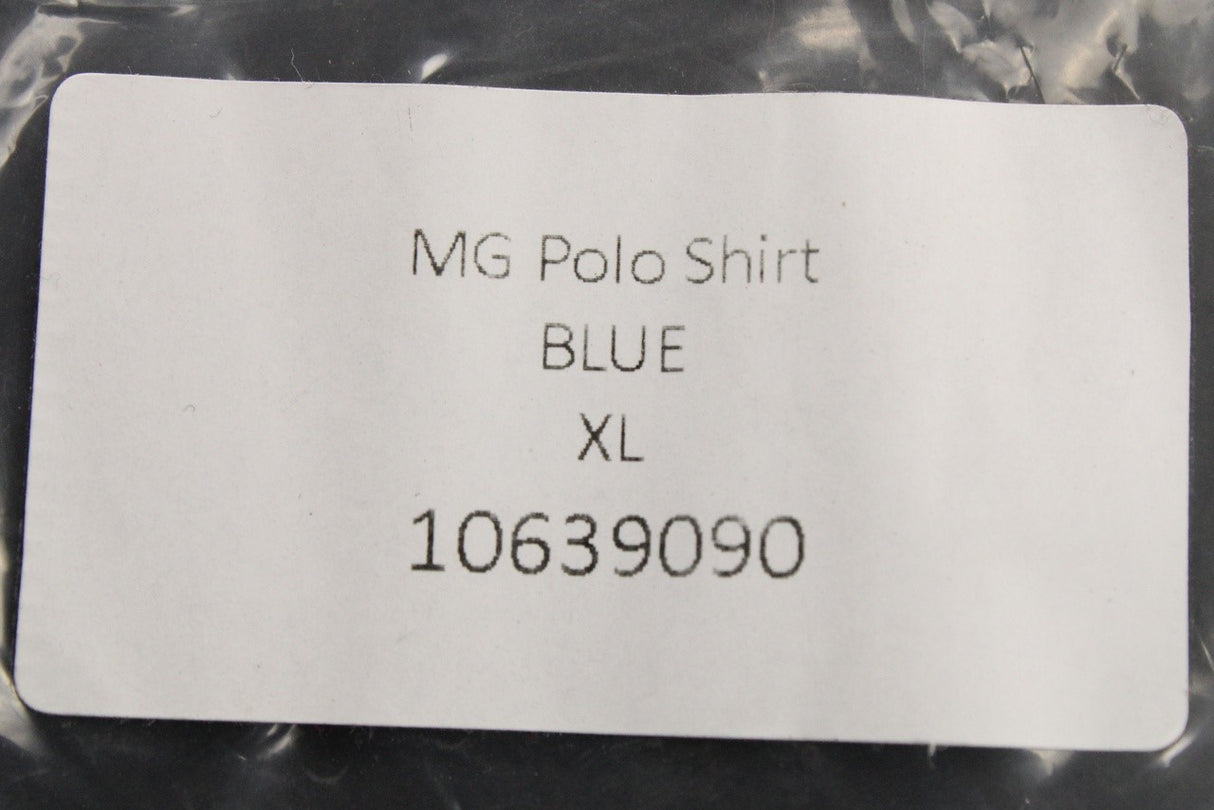 MG Polo Shirt
BLUE
XL
10639090